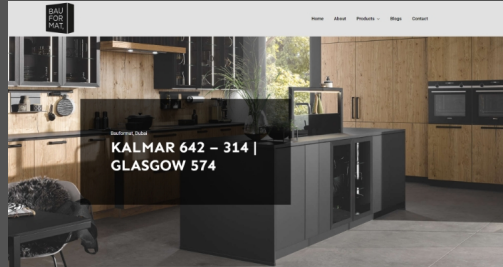 BAU
FOR
MAT.
Home About Products Blogs Contact
Bauformat, Dubai
KALMAR 642 – 314 |
GLASGOW 574